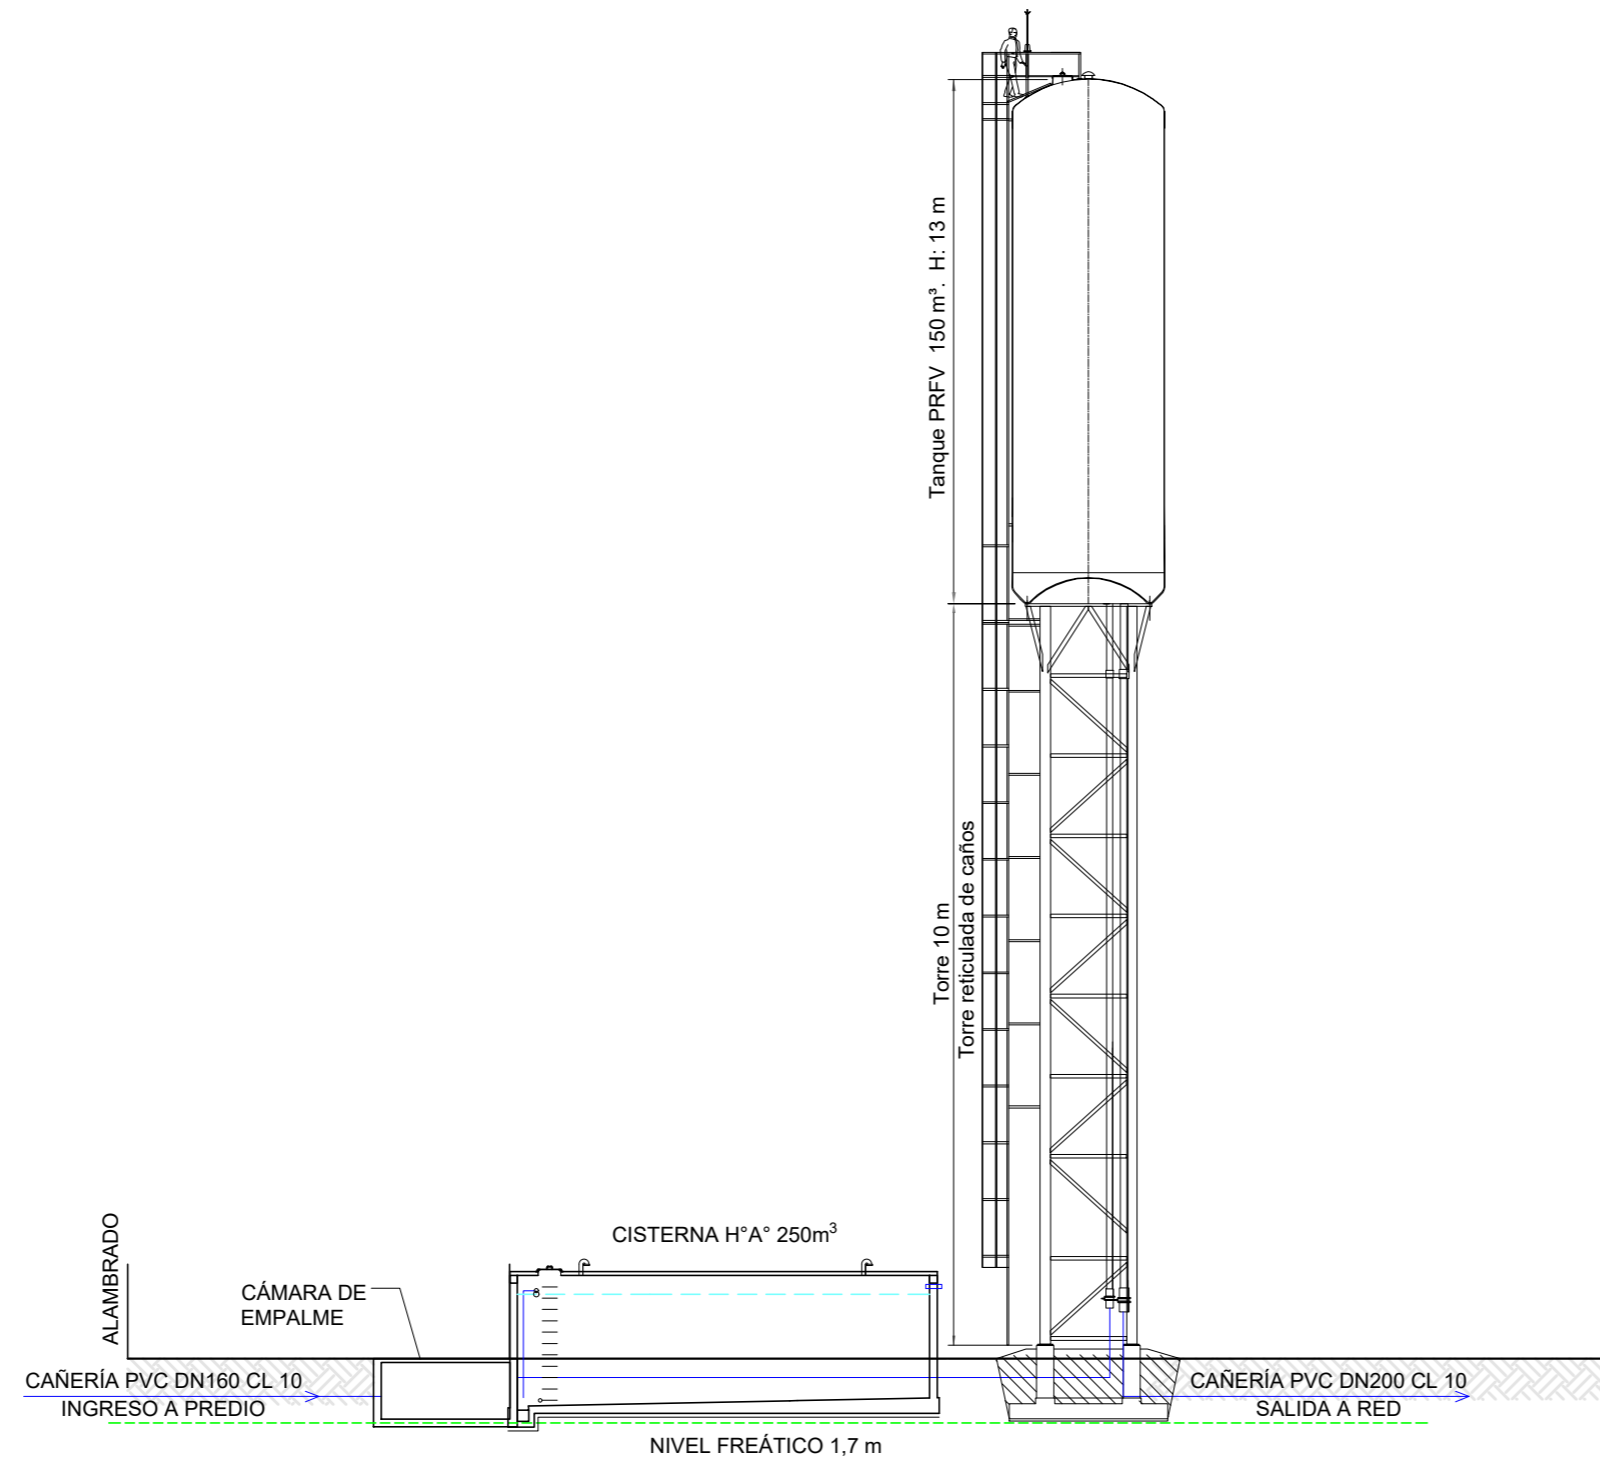 Tanque PRFV 150 m³. H: 13 m
Torre 10 m
Torre reticulada de caños
CISTERNA H°A° 250m³
ALAMBRADO
CÁMARA DE
EMPALME
CAÑERÍA PVC DN160 CL 10
INGRESO A PREDIO
CAÑERÍA PVC DN200 CL 10
SALIDA A RED
NIVEL FREÁTICO 1,7 m